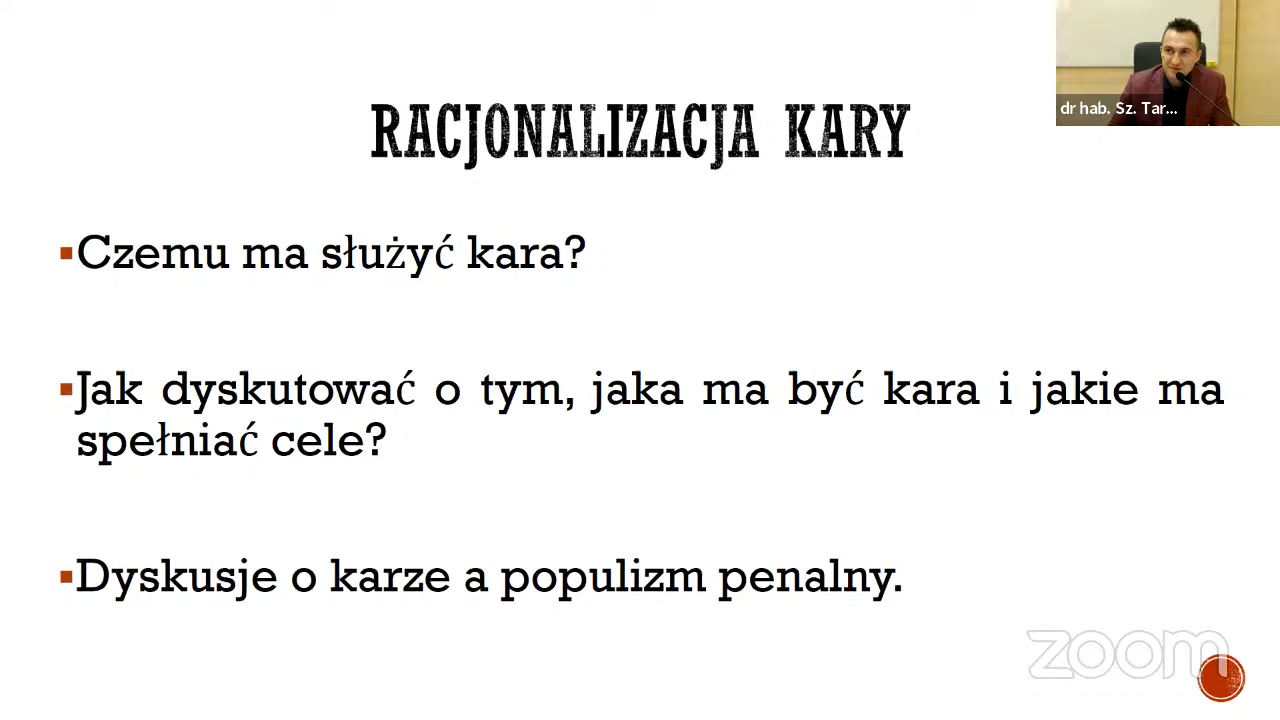 dr hab. Sz. Tar...
RACJONALIZACJA KARY
▪Czemu ma służyć kara?
▪Jak dyskutować o tym, jaka ma być kara i jakie ma
spełniać cele?
▪Dyskusje o karze a populizm penalny.
zoom